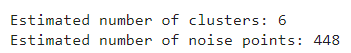 Estimated number of clusters: 6
Estimated number of noise points: 448